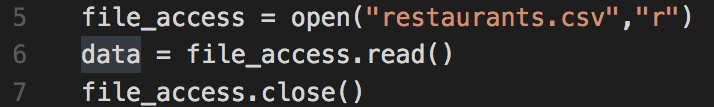 5 file_access = open("restaurants.csv","r")
6 data = file_access.read()
7 file_access.close()